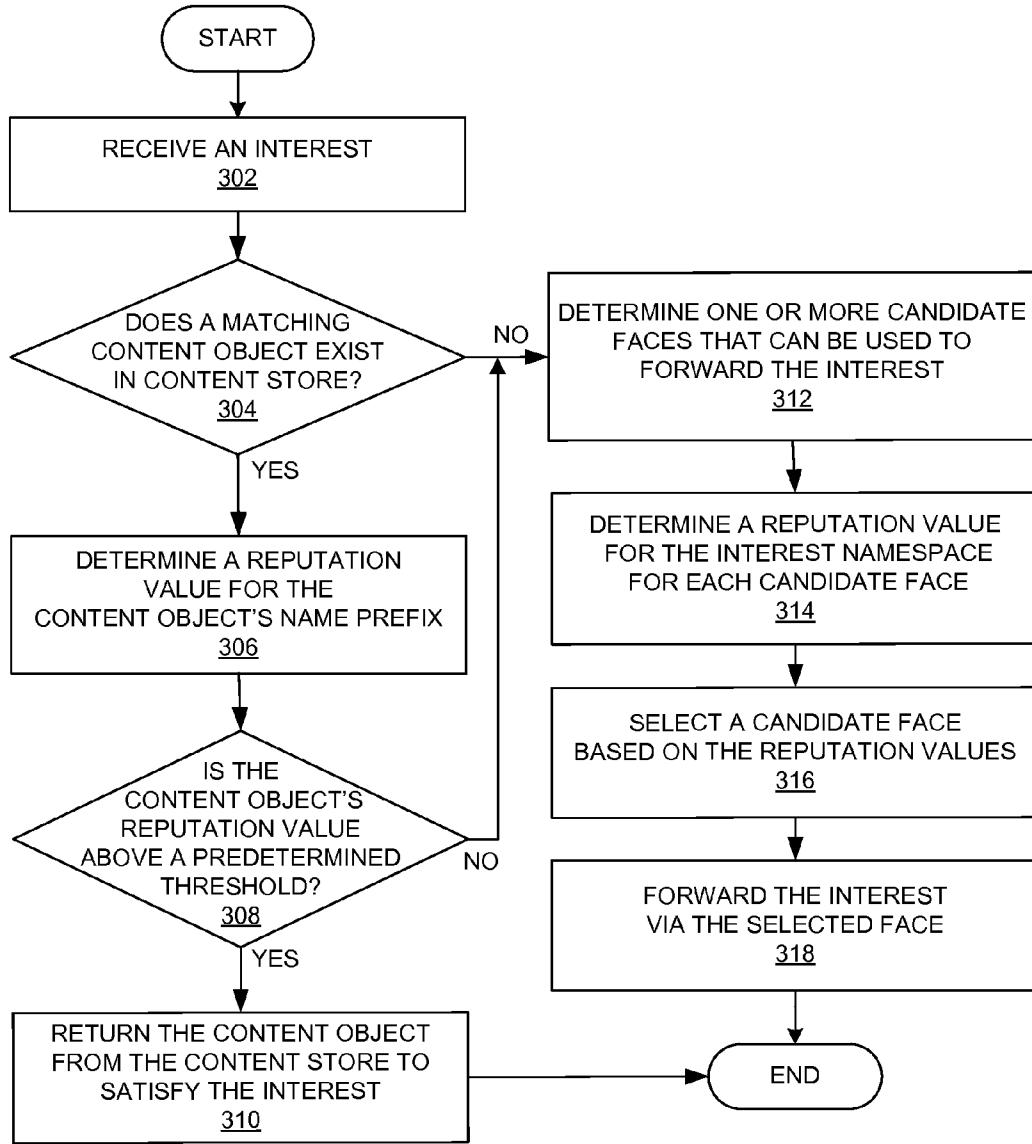 START
RECEIVE AN INTEREST
302
DOES A MATCHING
CONTENT OBJECT EXIST
IN CONTENT STORE?
304
NO
YES
DETERMINE A REPUTATION
VALUE FOR THE
CONTENT OBJECT'S NAME PREFIX
306
IS THE
CONTENT OBJECT'S
REPUTATION VALUE
ABOVE A PREDETERMINED
THRESHOLD?
308
NO
YES
RETURN THE CONTENT OBJECT
FROM THE CONTENT STORE TO
SATISFY THE INTEREST
310
DETERMINE ONE OR MORE CANDIDATE
FACES THAT CAN BE USED TO
FORWARD THE INTEREST
312
DETERMINE A REPUTATION VALUE
FOR THE INTEREST NAMESPACE
FOR EACH CANDIDATE FACE
314
SELECT A CANDIDATE FACE
BASED ON THE REPUTATION VALUES
316
FORWARD THE INTEREST
VIA THE SELECTED FACE
318
END